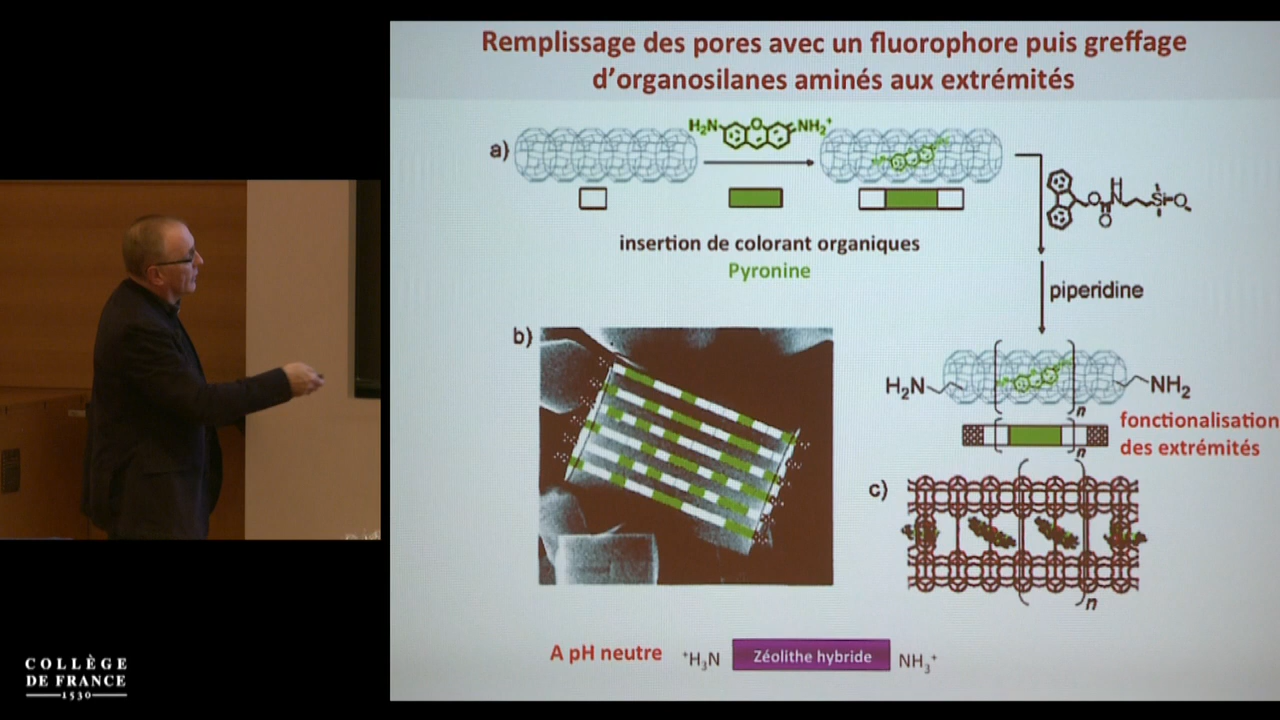 Remplissage des pores avec un fluorophore puis greffage
d'organosilanes aminés aux extrémités
a)
H₂N
O
NH₂⁺
insertion de colorant organiques
Pyronine
O
H
N
O
Si-O
piperidine
b)
H₂N
NH₂
n
fonctionalisation
des extrémités
n
c)
n
A pH neutre
⁺H₃N
Zéolithe hybride
NH₃⁺
COLLÈGE
DE FRANCE
1530